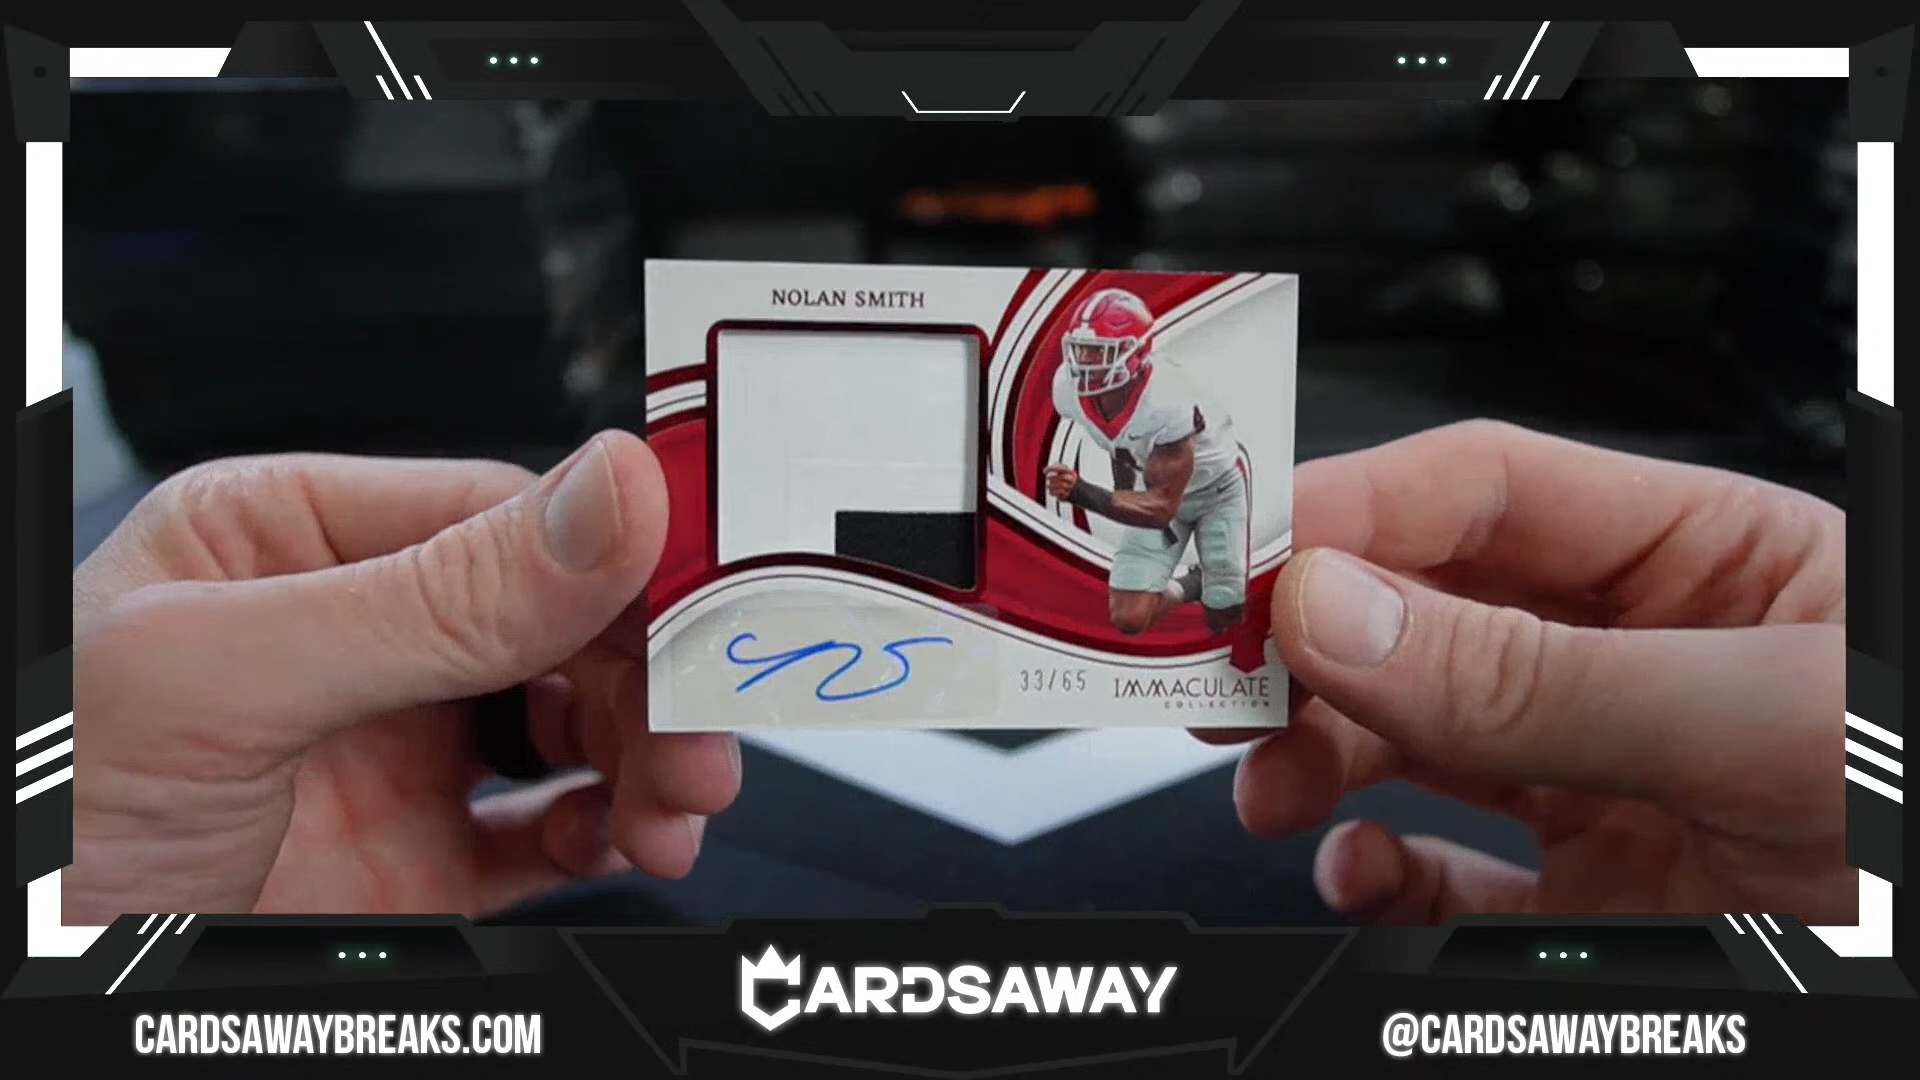 NOLAN SMITH
33/65
IMMACULATE
COLLECTION
CARDSAWAY
CARDSAWAYBREAKS.COM
@CARDSAWAYBREAKS